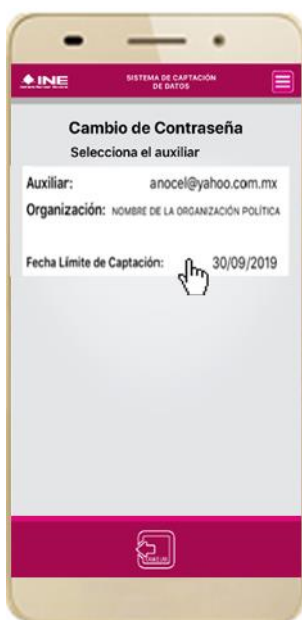 INE
SISTEMA DE CAPTACIÓN
DE DATOS
Cambio de Contraseña
Selecciona el auxiliar
Auxiliar: anocel@yahoo.com.mx
Organización: NOMBRE DE LA ORGANIZACIÓN POLÍTICA
Fecha Límite de Captación: 30/09/2019